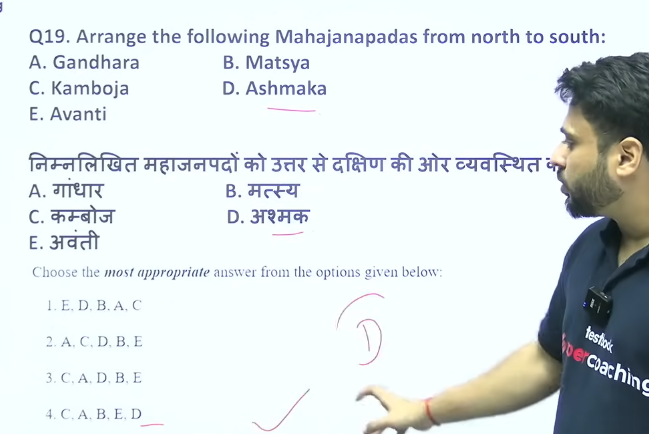 Q19. Arrange the following Mahajanapadas from north to south:
A. Gandhara B. Matsya
C. Kamboja D. Ashmaka
E. Avanti
निम्नलिखित महाजनपदों को उत्तर से दक्षिण की ओर व्यवस्थित
A. गांधार B. मत्स्य
C. कम्बोज D. अश्मक
E. अवंती
Choose the most appropriate answer from the options given below:
1. E, D, B, A, C
2. A, C, D, B, E
3. C, A, D, B, E
4. C, A, B, E, D
D
testbook
percoaching